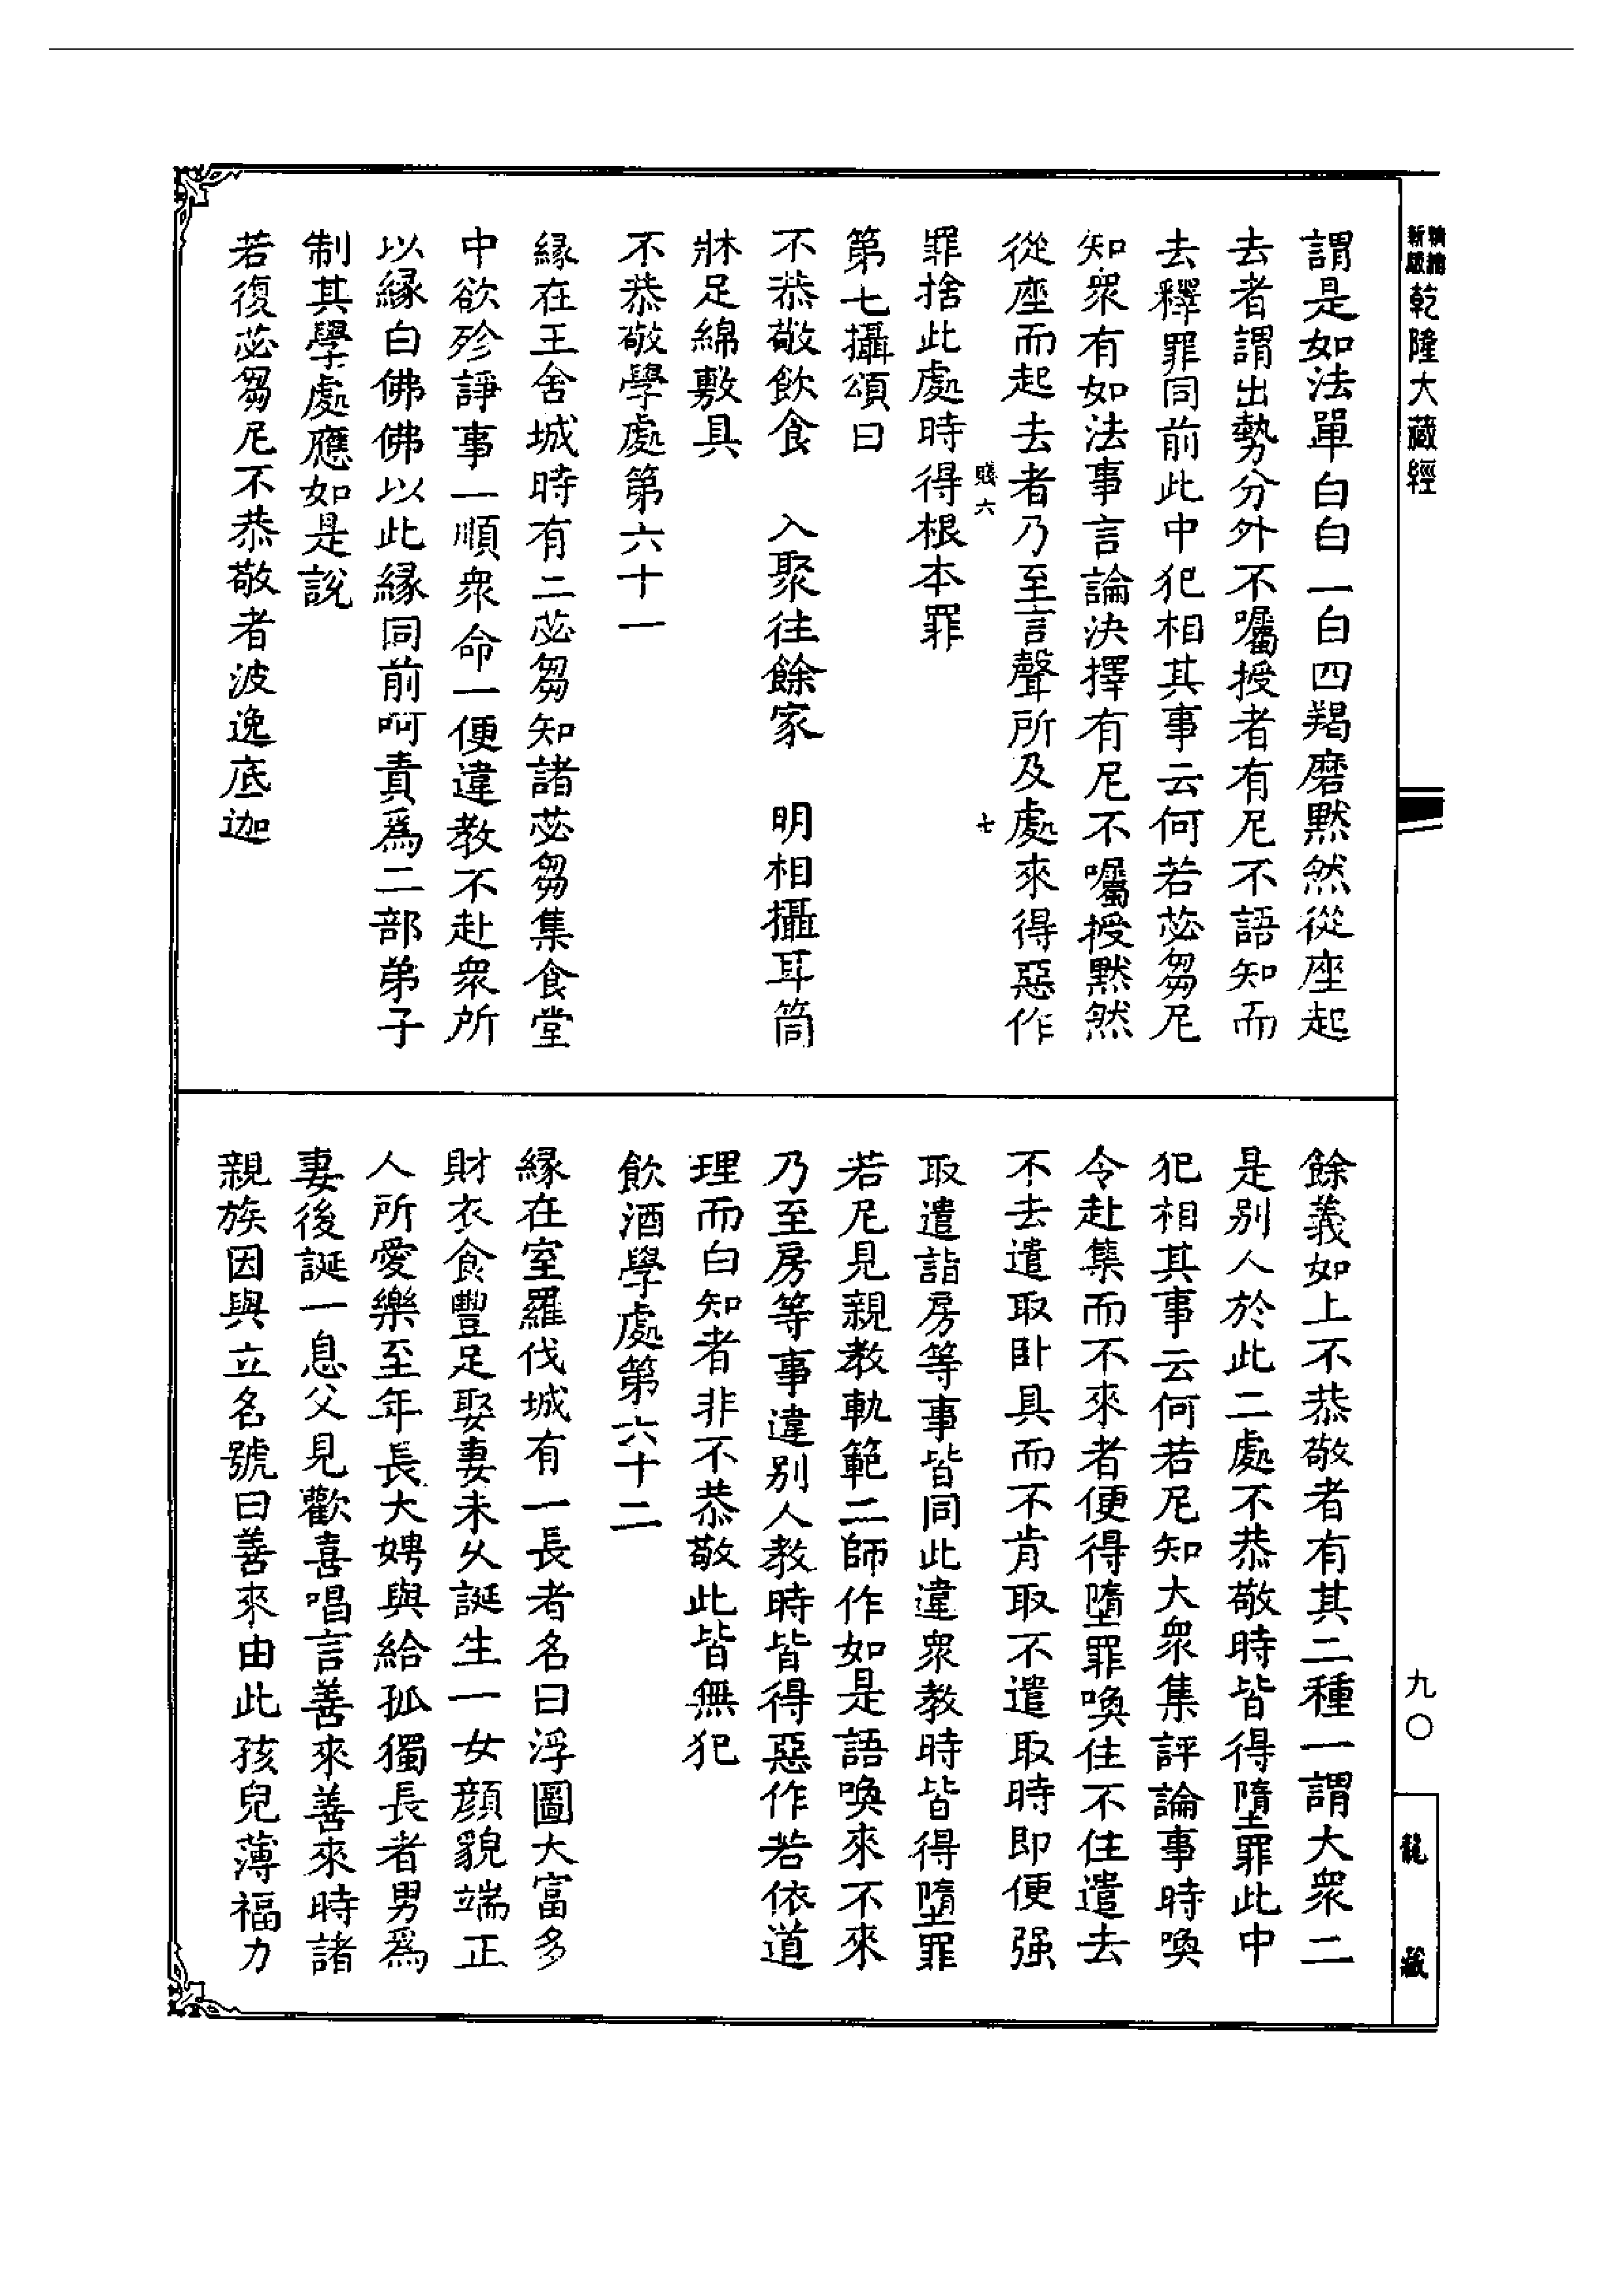 新版精補乾隆大藏經
謂是如法單白白一白四羯磨默然從座起
去者謂出勢分外不囑授者有尼不語知而
去釋罪同前此中犯相其事云何若苾芻尼
知衆有如法事言論決擇有尼不囑授默然
從座而起去者乃至言聲所及處來得惡作
賤六 七
罪捨此處時得根本罪
第七攝頌曰
不恭敬飲食 入聚往餘家 明相攝耳筒
牀足綿敷具
不恭敬學處第六十一
緣在王舍城時有二苾芻知諸苾芻集食堂
中欲殄諍事一順衆命一便違教不赴衆所
以緣白佛佛以此緣同前呵責爲二部弟子
制其學處應如是說
若復苾芻尼不恭敬者波逸底迦
餘義如上不恭敬者有其二種一謂大衆二
是别人於此二處不恭敬時皆得墮罪此中
犯相其事云何若尼知大衆集評論事時喚
令赴集而不來者便得墮罪喚住不住遣去
不去遣取卧具而不肯取不遣取時即便强
取遣詣房等事皆同此違衆教時皆得墮罪
若尼見親教軌範二師作如是語喚來不來
乃至房等事違别人教時皆得惡作若依道
理而白知者非不恭敬此皆無犯
飲酒學處第六十二
緣在室羅伐城有一長者名曰浮圖大富多
財衣食豐足娶妻未久誕生一女顏貌端正
人所愛樂至年長大娉與給孤獨長者男爲
妻後誕一息父見歡喜唱言善來善來時諸
親族因與立名號曰善來由此孩兒薄福力
九〇
龍藏